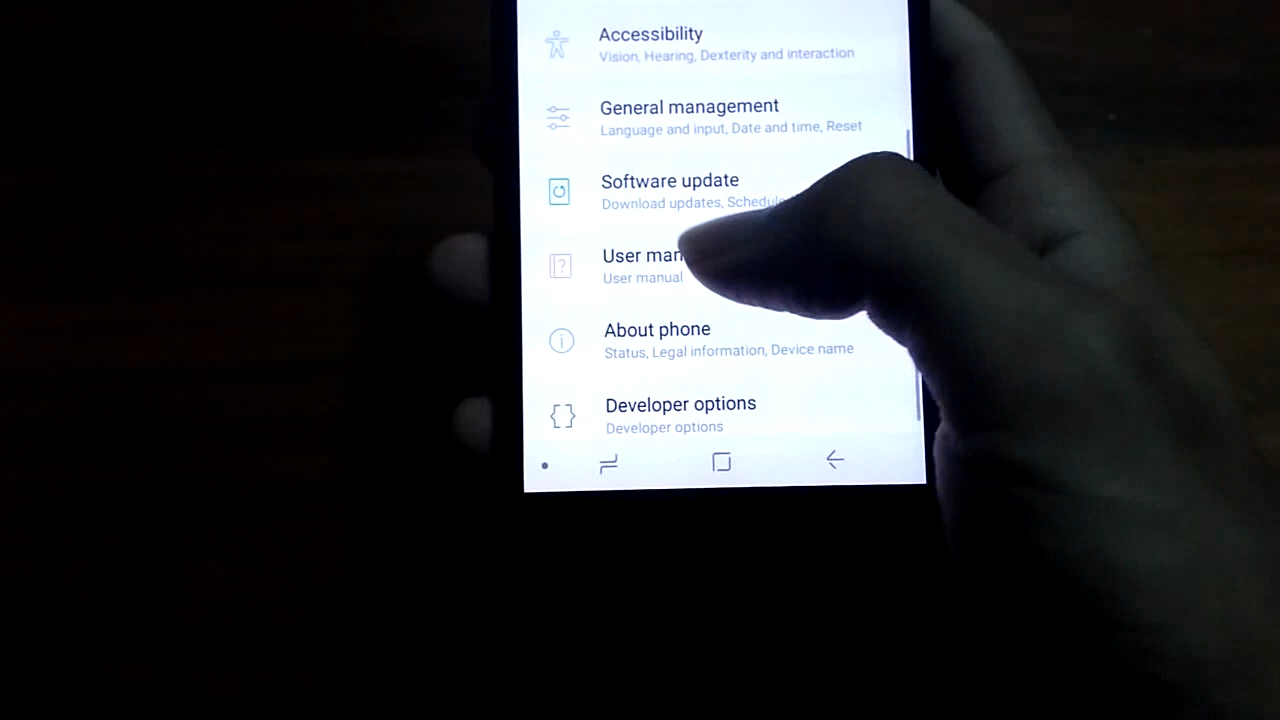 Accessibility
Vision, Hearing, Dexterity and interaction
General management
Language and input, Date and time, Reset
Software update
Download updates, Schedule
User man
User manual
About phone
Status, Legal information, Device name
Developer options
Developer options